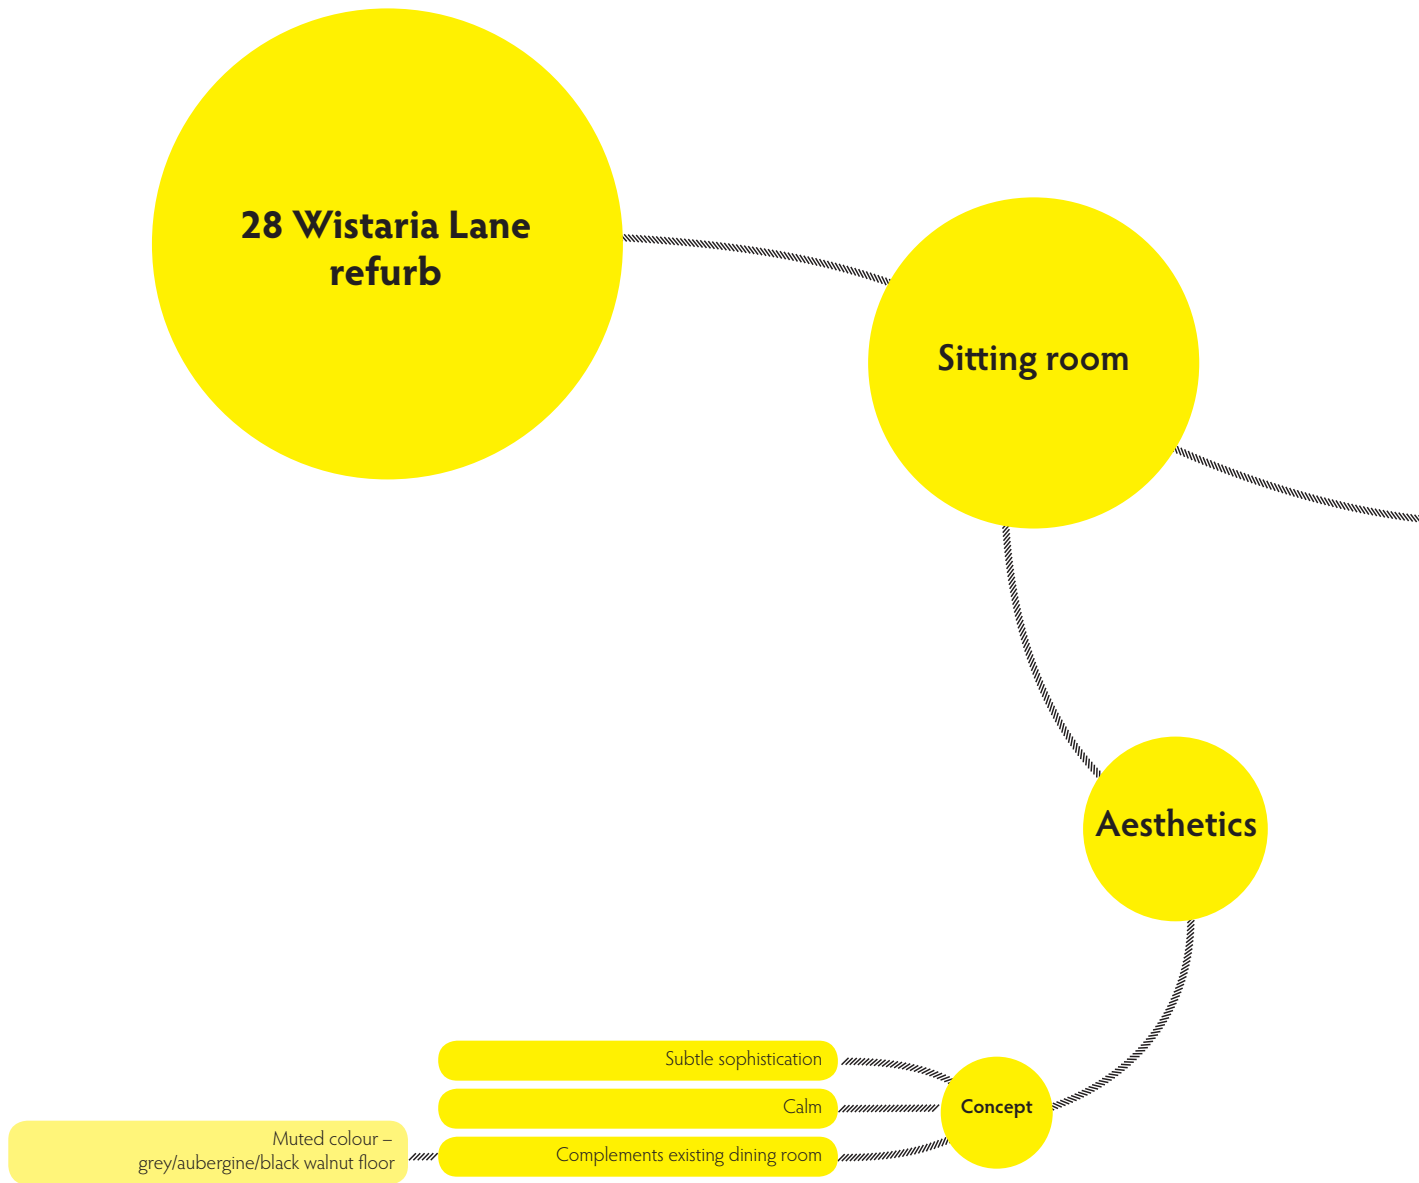 28 Wistaria Lane
refurb
Sitting room
Aesthetics
Concept
Subtle sophistication
Calm
Complements existing dining room
Muted colour –
grey/aubergine/black walnut floor